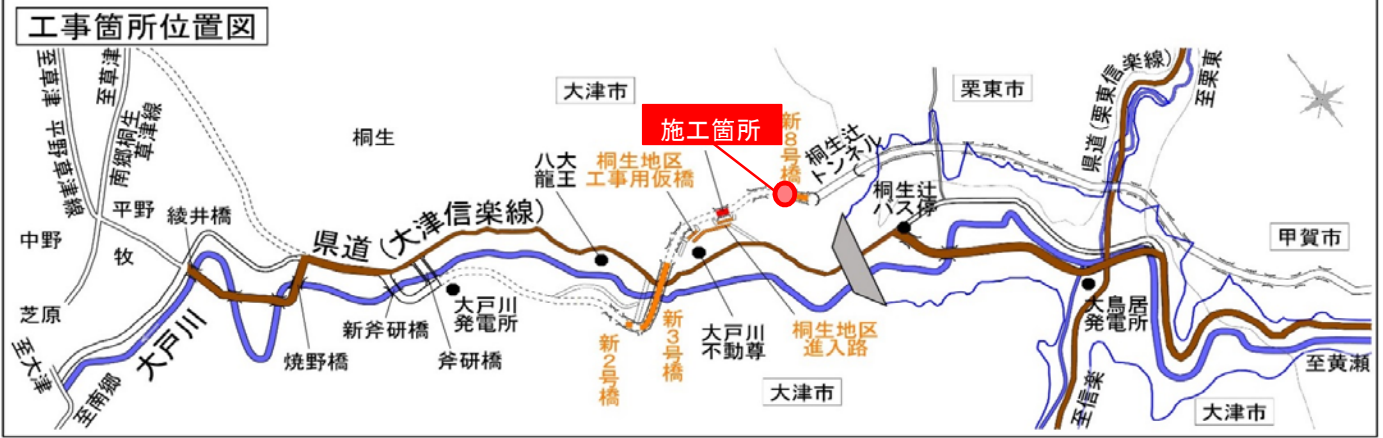 工事箇所位置図
至草津
平野草津線
至草津
南郷桐生
草津線
桐生
大津市
施工箇所
新8号橋
桐生辻
トンネル
栗東市
県道(栗東信楽線)
至栗東
八大
龍王
桐生地区
工事用仮橋
桐生辻
バス停
平野
綾井橋
中野
牧
県道(大津信楽線)
甲賀市
芝原
至大津
大戸川
至南郷
焼野橋
新斧研橋
斧研橋
大戸川
発電所
新2号橋
新3号橋
大戸川
不動尊
桐生地区
進入路
大鳥居
発電所
至黄瀬
大津市
至信楽
大津市